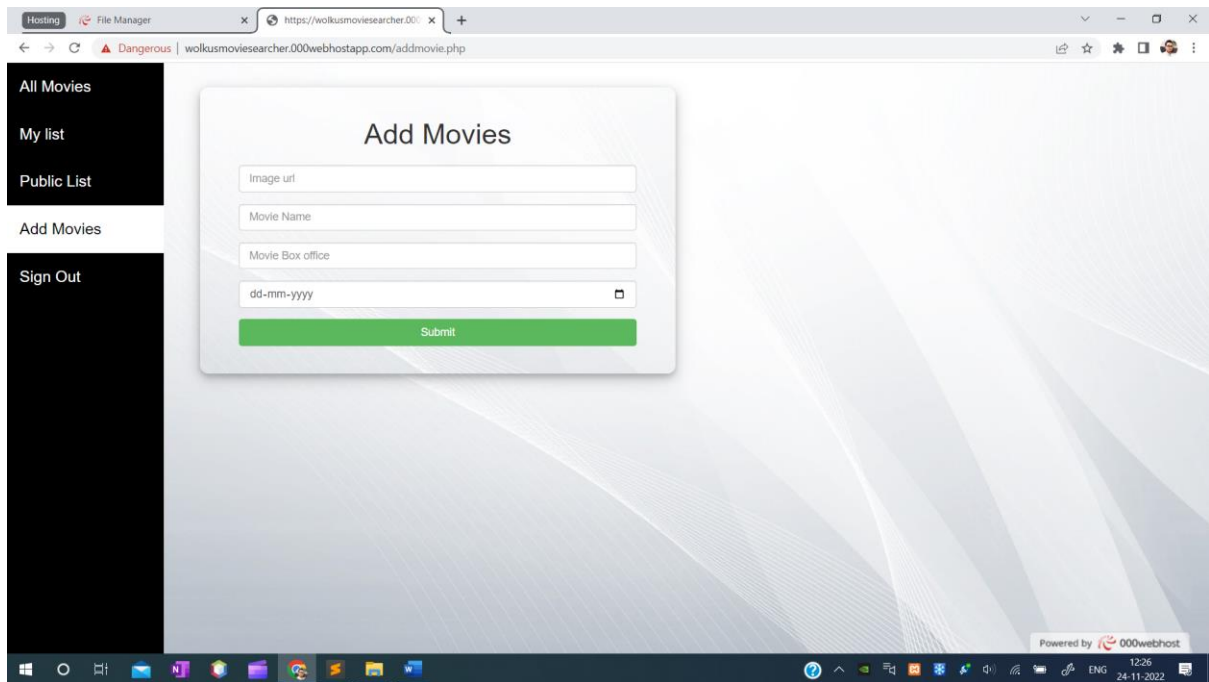 Hosting
File Manager
https://wolkusmoviesearcher.000
Dangerous | wolkusmoviesearcher.000webhostapp.com/addmovie.php
All Movies
My list
Public List
Add Movies
Sign Out
Add Movies
Image url
Movie Name
Movie Box office
dd-mm-yyyy
Submit
Powered by 000webhost
ENG
12:26
24-11-2022